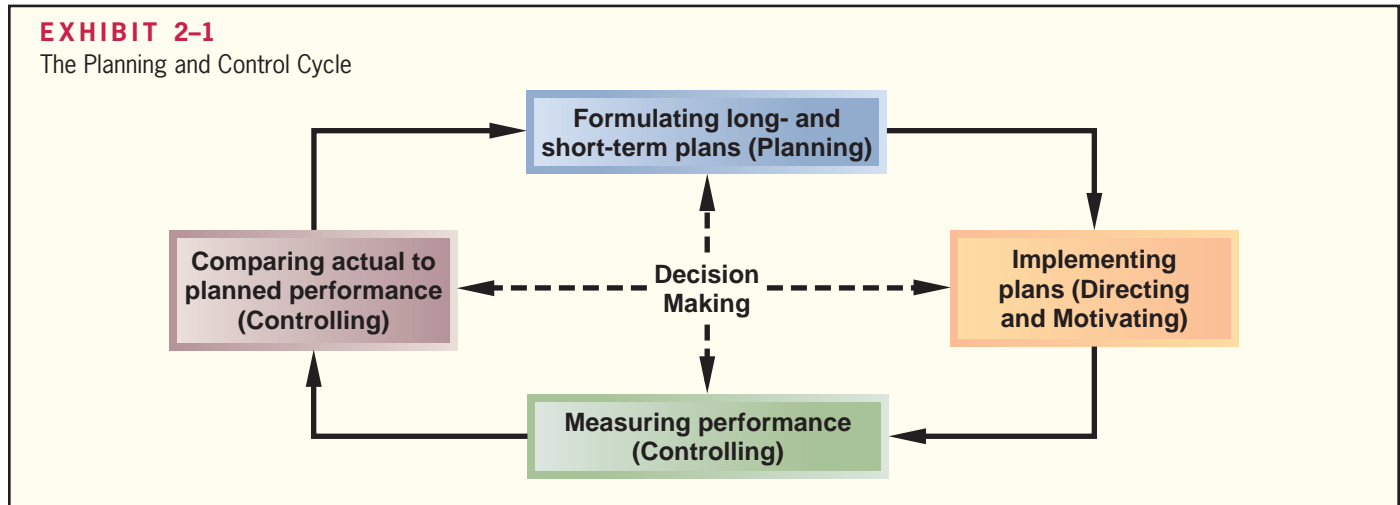 EXHIBIT 2–1
The Planning and Control Cycle
Formulating long- and
short-term plans (Planning)
Comparing actual to
planned performance
(Controlling)
Decision
Making
Implementing
plans (Directing
and Motivating)
Measuring performance
(Controlling)